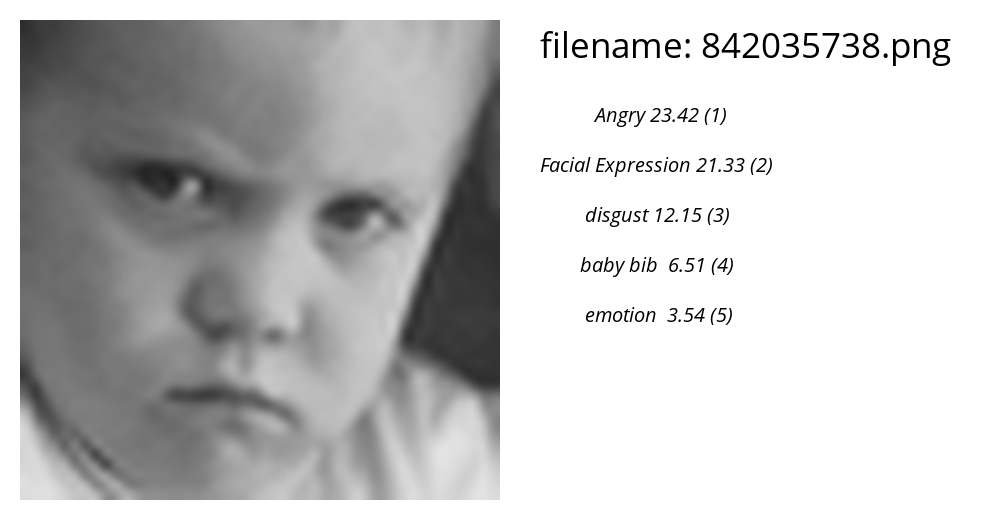 filename: 842035738.png
Angry 23.42 (1)
Facial Expression 21.33 (2)
disgust 12.15 (3)
baby bib  6.51 (4)
emotion  3.54 (5)